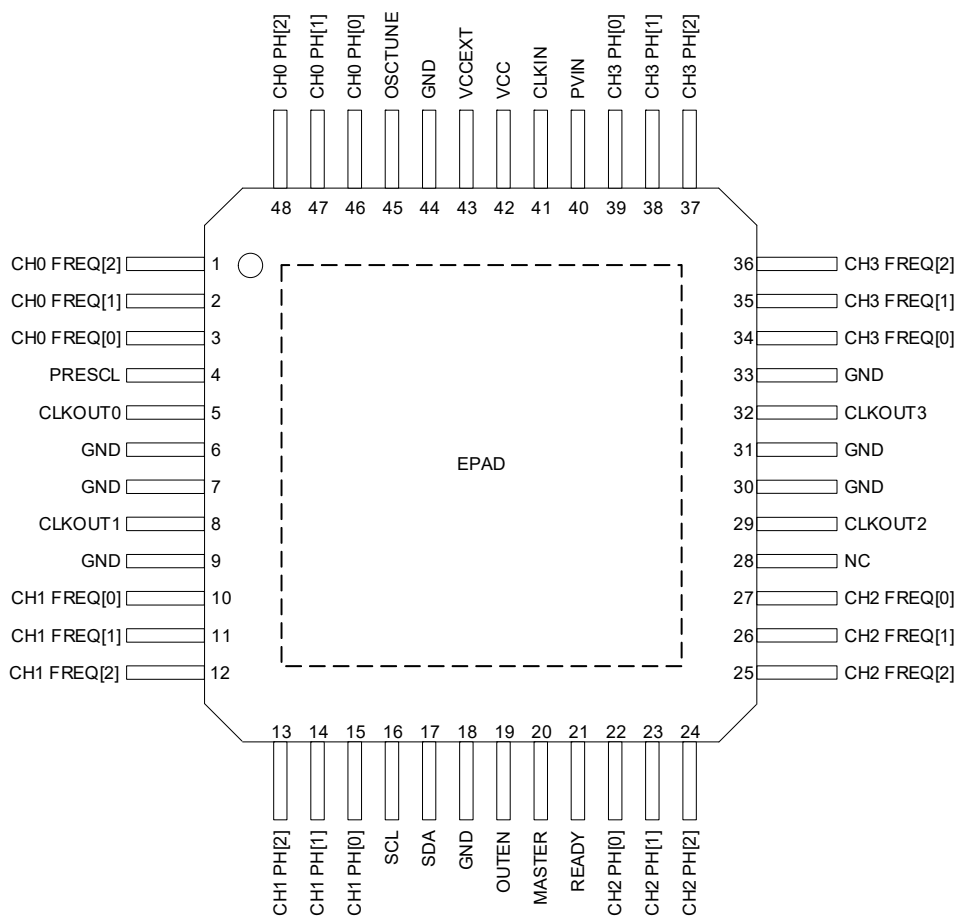 CH0 PH[2]
CH0 PH[1]
CH0 PH[0]
OSCTUNE
GND
VCCEXT
VCC
CLKIN
PVIN
CH3 PH[0]
CH3 PH[1]
CH3 PH[2]
48 47 46 45 44 43 42 41 40 39 38 37
CH0 FREQ[2] 1
CH0 FREQ[1] 2
CH0 FREQ[0] 3
PRESCL 4
CLKOUT0 5
GND 6
GND 7
CLKOUT1 8
GND 9
CH1 FREQ[0] 10
CH1 FREQ[1] 11
CH1 FREQ[2] 12
EPAD
36 CH3 FREQ[2]
35 CH3 FREQ[1]
34 CH3 FREQ[0]
33 GND
32 CLKOUT3
31 GND
30 GND
29 CLKOUT2
28 NC
27 CH2 FREQ[0]
26 CH2 FREQ[1]
25 CH2 FREQ[2]
13 14 15 16 17 18 19 20 21 22 23 24
CH1 PH[2]
CH1 PH[1]
CH1 PH[0]
SCL
SDA
GND
OUTEN
MASTER
READY
CH2 PH[0]
CH2 PH[1]
CH2 PH[2]